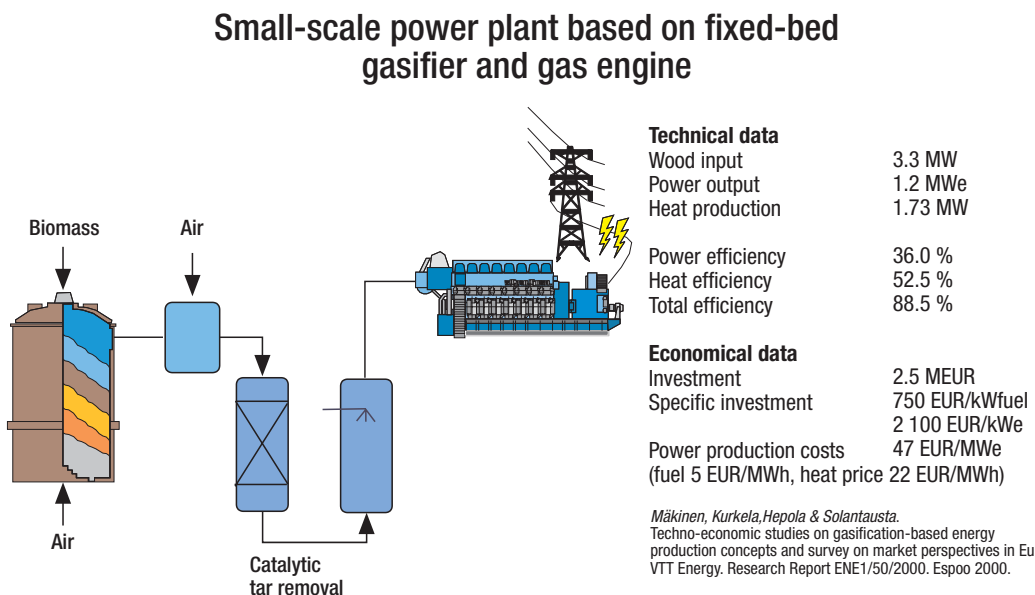 Small-scale power plant based on fixed-bed
gasifier and gas engine
Biomass
Air
Air
Catalytic
tar removal
Technical data
Wood input 3.3 MW
Power output 1.2 MWe
Heat production 1.73 MW
Power efficiency 36.0 %
Heat efficiency 52.5 %
Total efficiency 88.5 %
Economical data
Investment 2.5 MEUR
Specific investment 750 EUR/kWfuel
2 100 EUR/kWe
Power production costs 47 EUR/MWe
(fuel 5 EUR/MWh, heat price 22 EUR/MWh)
Mäkinen, Kurkela,Hepola & Solantausta.
Techno-economic studies on gasification-based energy
production concepts and survey on market perspectives in Eu
VTT Energy. Research Report ENE1/50/2000. Espoo 2000.